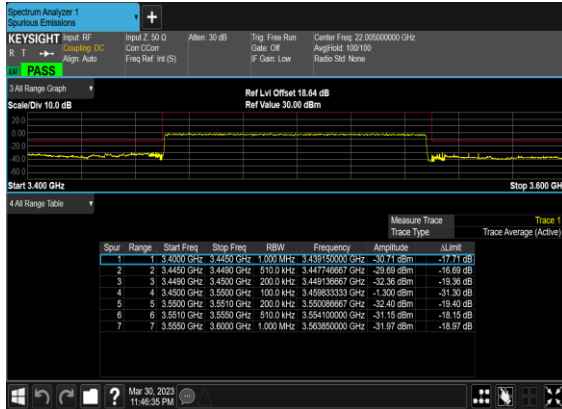 Spectrum Analyzer 1
Spurious Emissions
KEYSIGHT
R T
Input: RF
Coupling: DC
Align: Auto
Input Z: 50 Ω
Corr CCorr
Freq Ref: Int (S)
Atten: 30 dB
Trig: Free Run
Gate: Off
IF Gain: Low
Center Freq: 22.005000000 GHz
Avg|Hold: 100/100
Radio Std: None
PASS
3 All Range Graph
Scale/Div 10.0 dB
Ref Lvl Offset 18.64 dB
Ref Value 30.00 dBm
20.0
0.00
-20.0
-40.0
-60.0
Start 3.400 GHz
Stop 3.600 GH
4 All Range Table
Measure Trace Trace 1
Trace Type Trace Average (Active)
Spur Range Start Freq Stop Freq RBW Frequency Amplitude ΔLimit
1 1 3.4000 GHz 3.4450 GHz 1.000 MHz 3.439150000 GHz -30.71 dBm -17.71 dB
2 2 3.4450 GHz 3.4490 GHz 510.0 kHz 3.447746667 GHz -29.69 dBm -16.69 dB
3 3 3.4490 GHz 3.4500 GHz 200.0 kHz 3.449136667 GHz -32.36 dBm -19.36 dB
4 4 3.4500 GHz 3.5500 GHz 100.0 kHz 3.459833333 GHz -1.300 dBm -31.30 dB
5 5 3.5500 GHz 3.5510 GHz 200.0 kHz 3.550086667 GHz -32.40 dBm -19.40 dB
6 6 3.5510 GHz 3.5550 GHz 510.0 kHz 3.554100000 GHz -31.15 dBm -18.15 dB
7 7 3.5550 GHz 3.6000 GHz 1.000 MHz 3.563850000 GHz -31.97 dBm -18.97 dB
Mar 30, 2023
11:46:35 PM